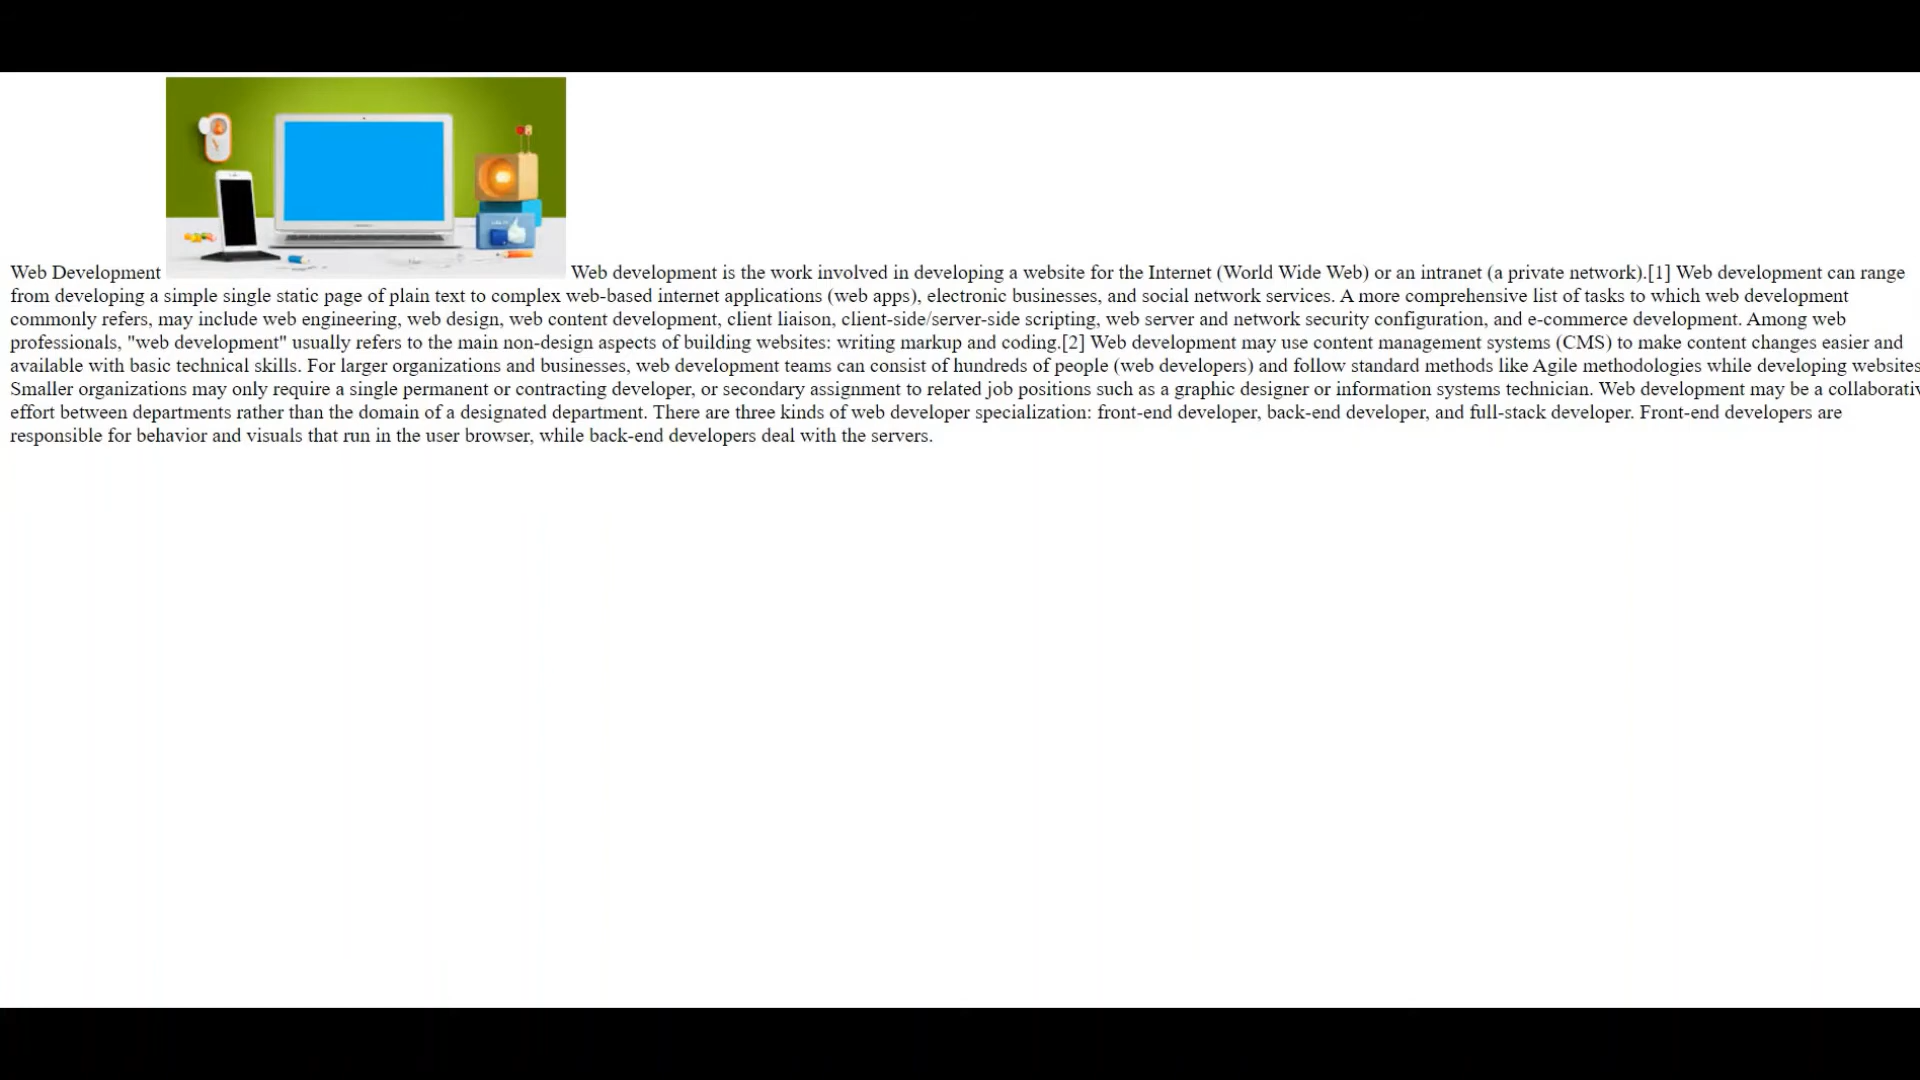 Web Development
Web development is the work involved in developing a website for the Internet (World Wide Web) or an intranet (a private network).[1] Web development can range
from developing a simple single static page of plain text to complex web-based internet applications (web apps), electronic businesses, and social network services. A more comprehensive list of tasks to which web development
commonly refers, may include web engineering, web design, web content development, client liaison, client-side/server-side scripting, web server and network security configuration, and e-commerce development. Among web
professionals, "web development" usually refers to the main non-design aspects of building websites: writing markup and coding.[2] Web development may use content management systems (CMS) to make content changes easier and
available with basic technical skills. For larger organizations and businesses, web development teams can consist of hundreds of people (web developers) and follow standard methods like Agile methodologies while developing websites
Smaller organizations may only require a single permanent or contracting developer, or secondary assignment to related job positions such as a graphic designer or information systems technician. Web development may be a collaborativ
effort between departments rather than the domain of a designated department. There are three kinds of web developer specialization: front-end developer, back-end developer, and full-stack developer. Front-end developers are
responsible for behavior and visuals that run in the user browser, while back-end developers deal with the servers.